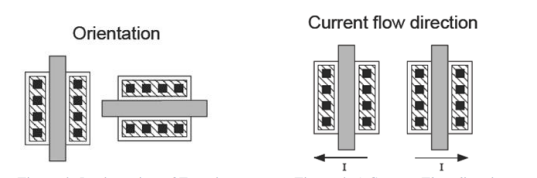 Orientation
Current flow direction
I
I